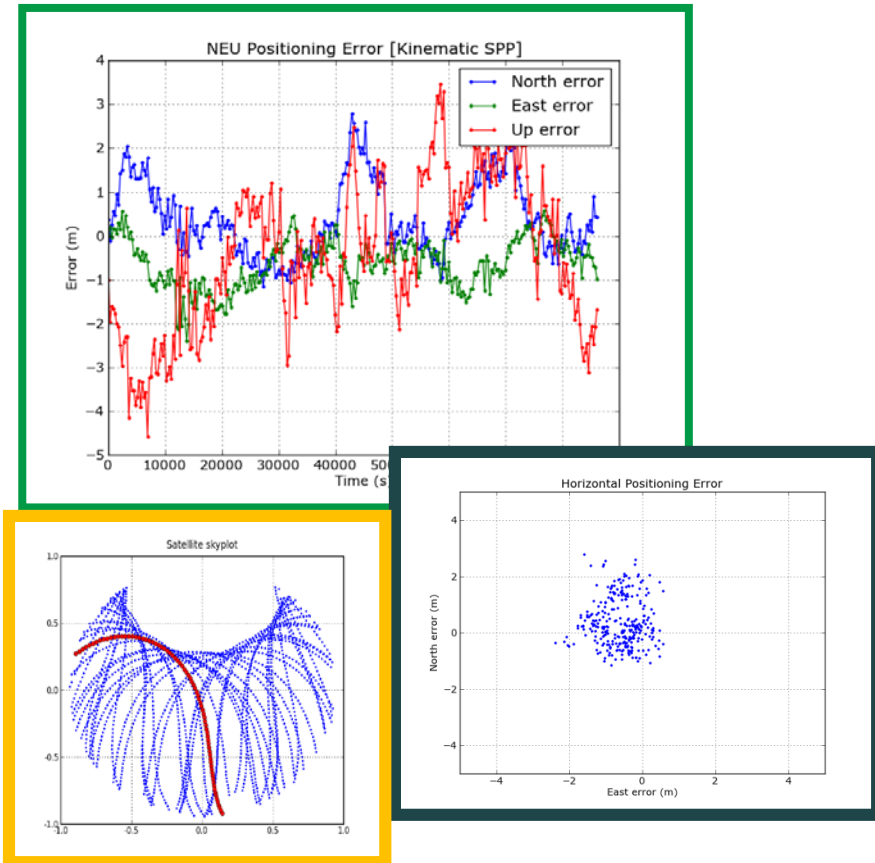 NEU Positioning Error [Kinematic SPP]
North error
East error
Up error
4
3
2
1
0
−1
−2
−3
−4
−5
Error (m)
0 10000 20000 30000 40000
Time (s)
Satellite skyplot
1.0
0.5
0.0
-0.5
-1.0
-0.5 0.0 0.5 1.0
Horizontal Positioning Error
4
2
0
−2
−4
North error (m)
−4 −2 0 2 4
East error (m)